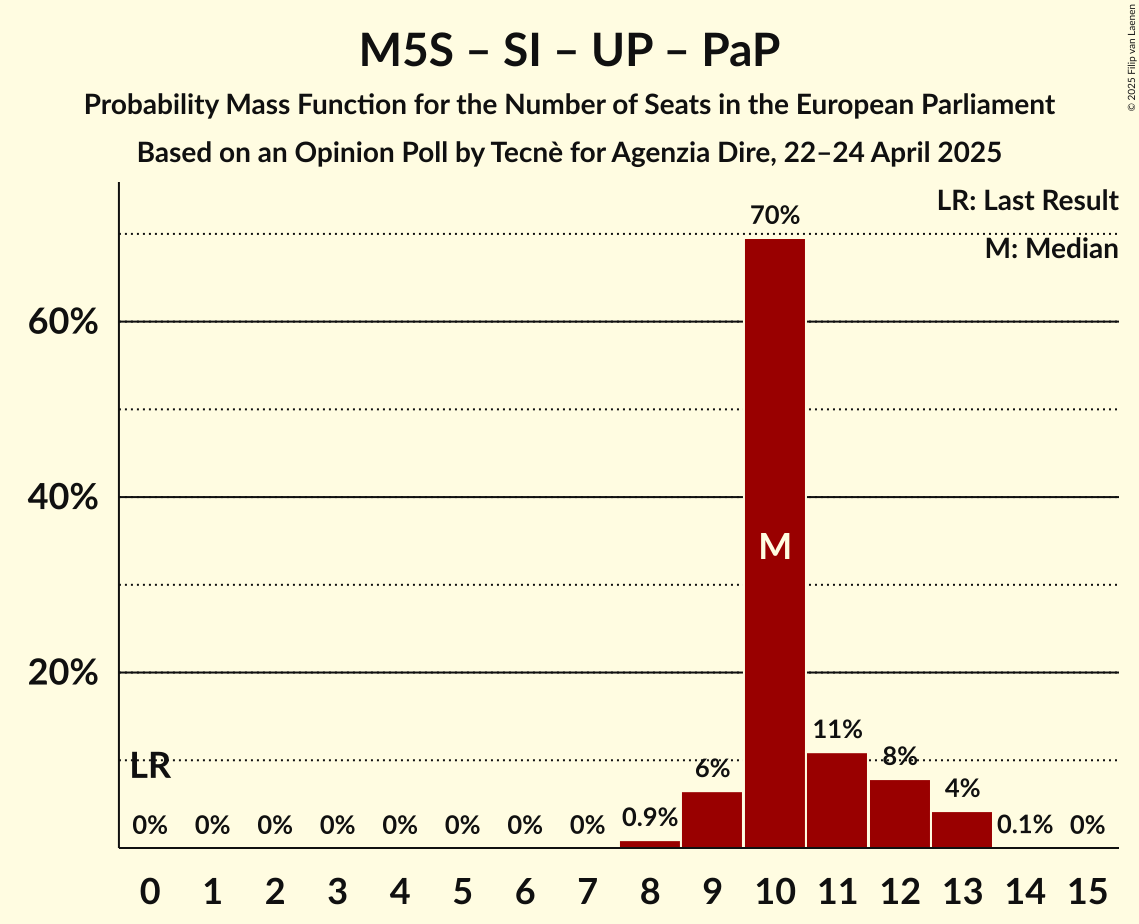 M5S – SI – UP – PaP
Probability Mass Function for the Number of Seats in the European Parliament
Based on an Opinion Poll by Tecnè for Agenzia Dire, 22–24 April 2025
© 2025 Filip van Laenen
LR: Last Result
M: Median
70%
60%
40%
M
20%
LR
0% 0% 0% 0% 0% 0% 0% 0% 0.9% 6% 11% 8% 4% 0.1% 0%
0 1 2 3 4 5 6 7 8 9 10 11 12 13 14 15